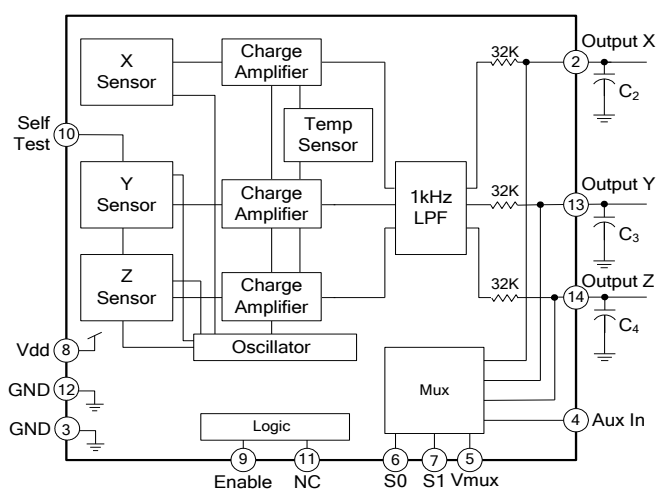 X
Sensor
Charge
Amplifier
32K
2
Output X
C2
Self
Test
10
Temp
Sensor
Y
Sensor
Charge
Amplifier
1kHz
LPF
32K
13
Output Y
C3
Z
Sensor
Charge
Amplifier
32K
14
Output Z
C4
Oscillator
Vdd
8
GND
12
GND
3
Mux
4
Aux In
Logic
9
11
6
7
5
Enable
NC
S0
S1
Vmux